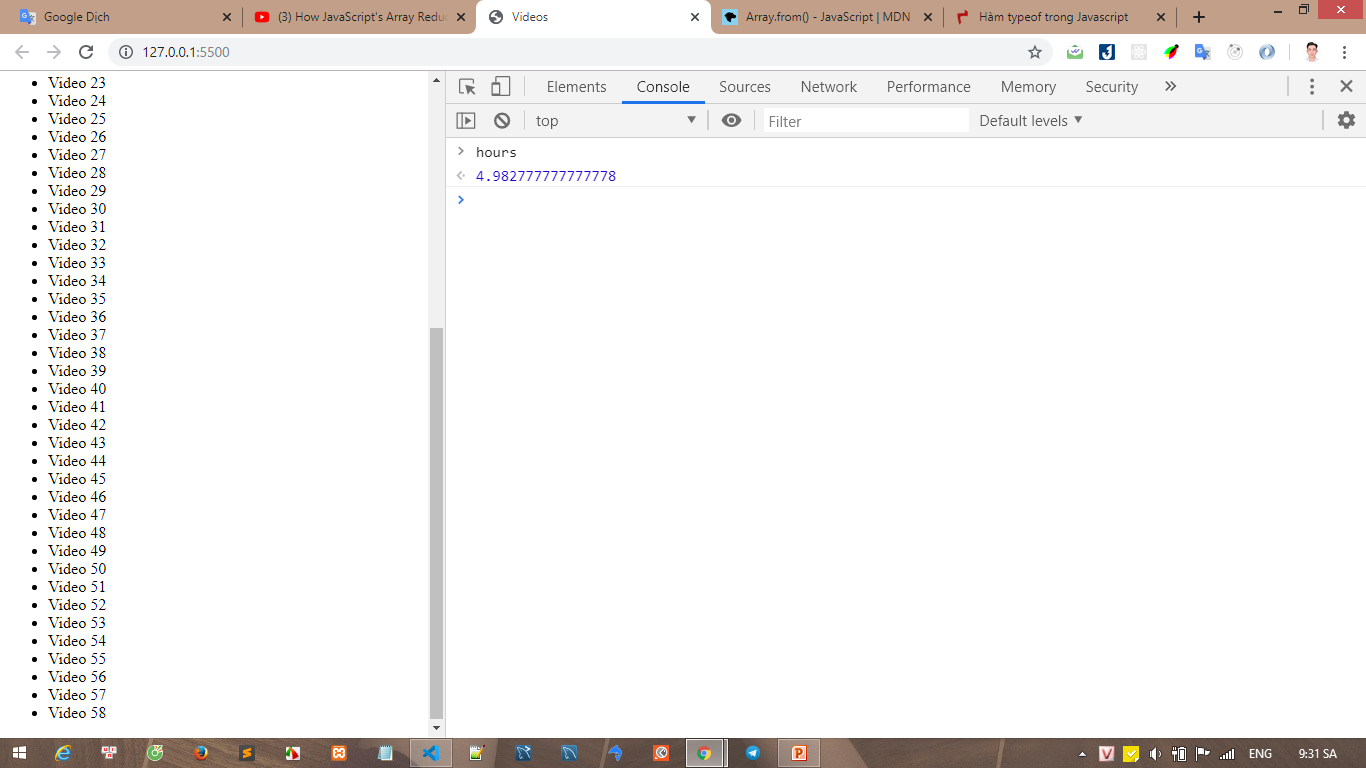 Google Dịch
(3) How JavaScript's Array Redu
Videos
Array.from() - JavaScript | MDN
Hàm typeof trong Javascript
127.0.0.1:5500
Video 23
Video 24
Video 25
Video 26
Video 27
Video 28
Video 29
Video 30
Video 31
Video 32
Video 33
Video 34
Video 35
Video 36
Video 37
Video 38
Video 39
Video 40
Video 41
Video 42
Video 43
Video 44
Video 45
Video 46
Video 47
Video 48
Video 49
Video 50
Video 51
Video 52
Video 53
Video 54
Video 55
Video 56
Video 57
Video 58
Elements Console Sources Network Performance Memory Security
top Filter Default levels
hours
4.982777777777778
ENG 9:31 SA